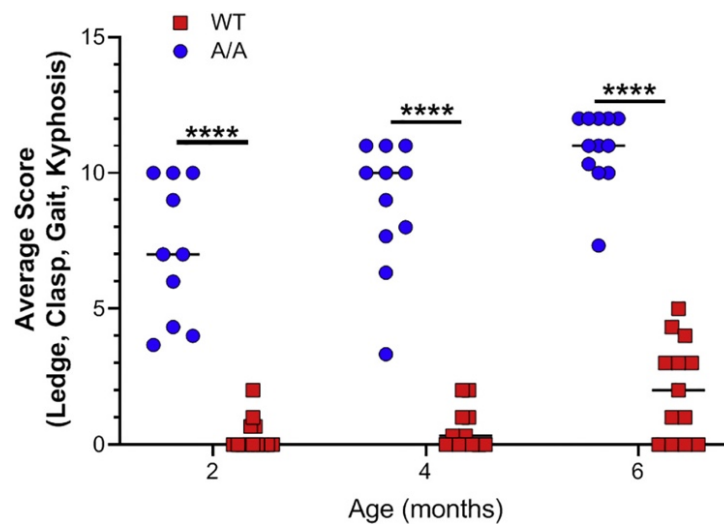 WT
A/A
Average Score
(Ledge, Clasp, Gait, Kyphosis)
15
10
5
0
****
****
****
2
4
6
Age (months)